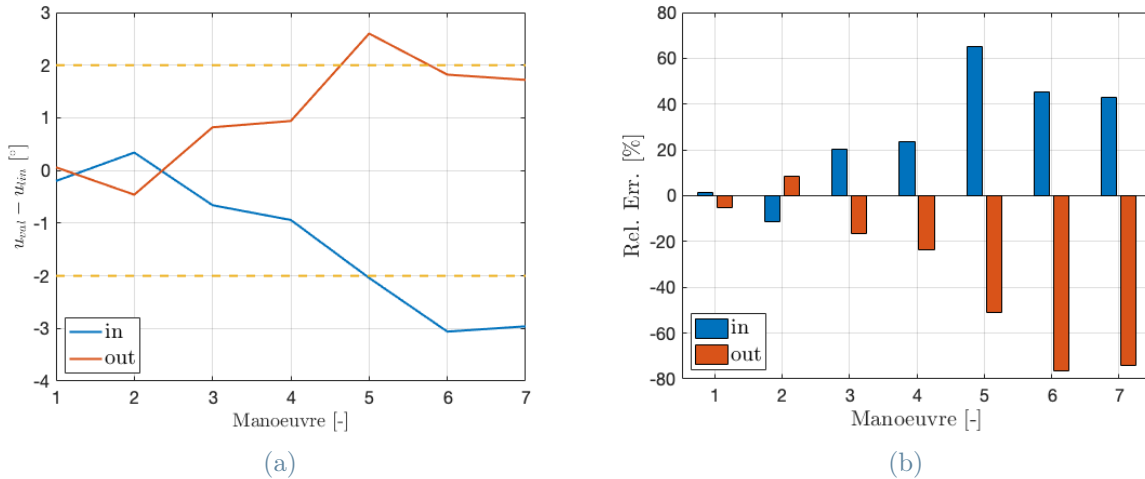 3
2
1
0
-1
-2
-3
-4
u_val − u_lin [°]
in
out
1 2 3 4 5 6 7
Manoeuvre [-]
(a)
80
60
40
20
0
-20
-40
-60
-80
Rel. Err. [%]
in
out
1 2 3 4 5 6 7
Manoeuvre [-]
(b)